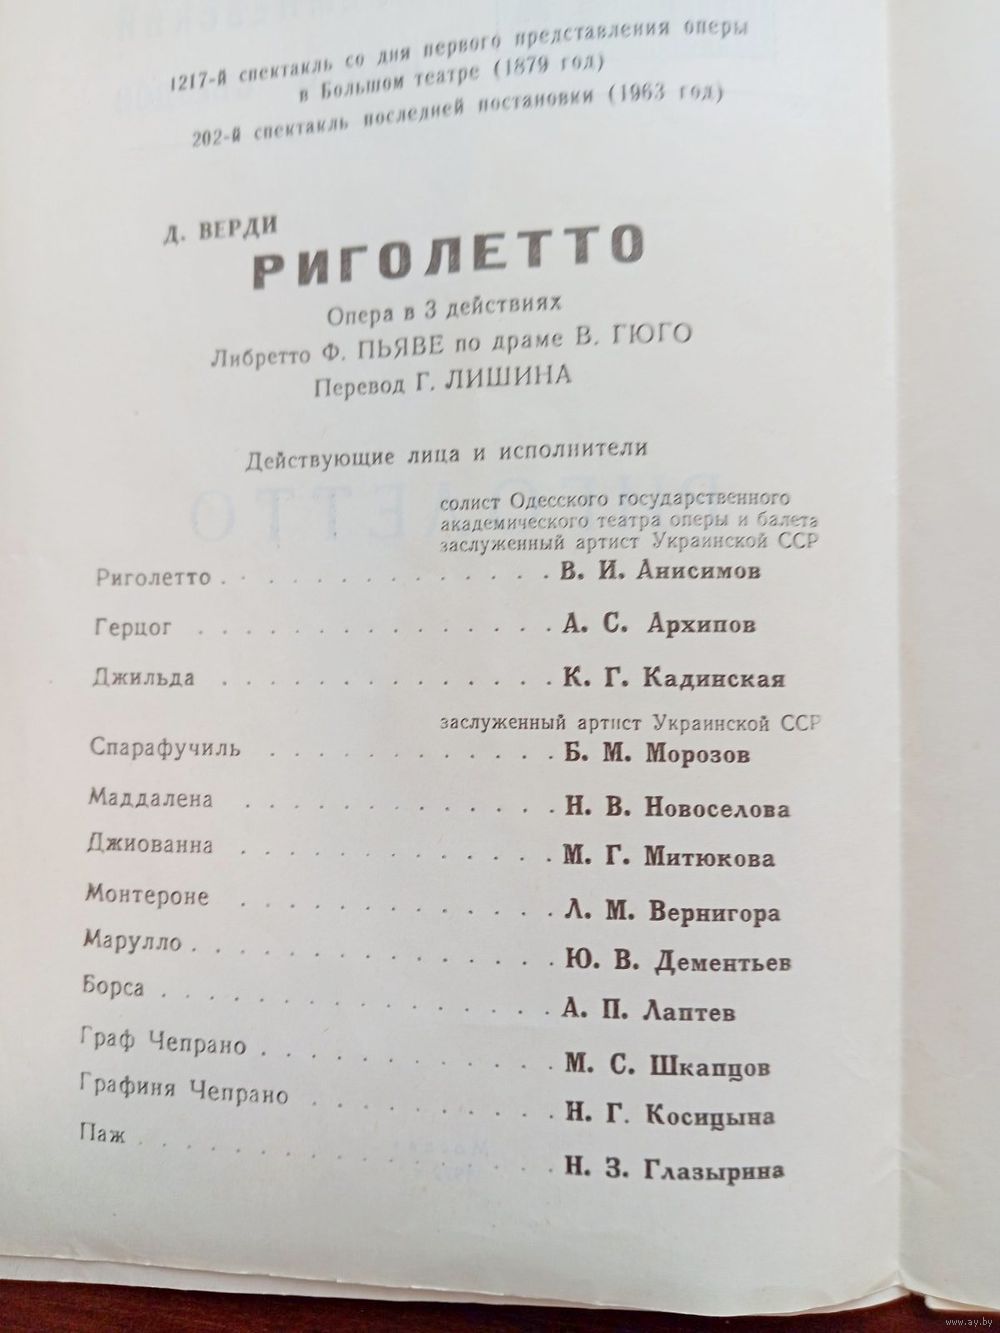 1217-й спектакль со дня первого представления оперы
в Большом театре (1879 год)
202-й спектакль последней постановки (1963 год)
Д. ВЕРДИ
РИГОЛЕТТО
Опера в 3 действиях
Либретто Ф. ПЬЯВЕ по драме В. ГЮГО
Перевод Г. ЛИШИНА
Действующие лица и исполнители
солист Одесского государственного
академического театра оперы и балета
заслуженный артист Украинской ССР
Риголетто . . . . . . . . . . . . . . В. И. Анисимов
Герцог . . . . . . . . . . . . . . . А. С. Архипов
Джильда . . . . . . . . . . . . . . К. Г. Кадинская
заслуженный артист Украинской ССР
Спарафучиль . . . . . . . . . . . . Б. М. Морозов
Маддалена . . . . . . . . . . . . . Н. В. Новоселова
Джиованна . . . . . . . . . . . . . М. Г. Митюкова
Монтероне . . . . . . . . . . . . . Л. М. Вернигора
Марулло . . . . . . . . . . . . . . . Ю. В. Дементьев
Борса . . . . . . . . . . . . . . . . А. П. Лаптев
Граф Чепрано . . . . . . . . . . . . М. С. Шкапцов
Графиня Чепрано . . . . . . . . . . Н. Г. Косицына
Паж . . . . . . . . . . . . . . . . . Н. З. Глазырина
www.ay.by